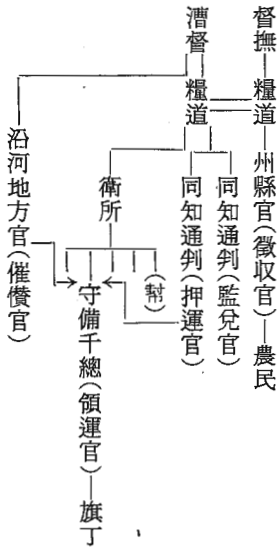 督撫—糧道—州縣官(徵取官)—農民
漕督
糧道
同知通判(監兌官)
同知通判(押運官)
衛所
(幫)
守備千總(領運官)—旗丁
沿河地方官(催儹官)